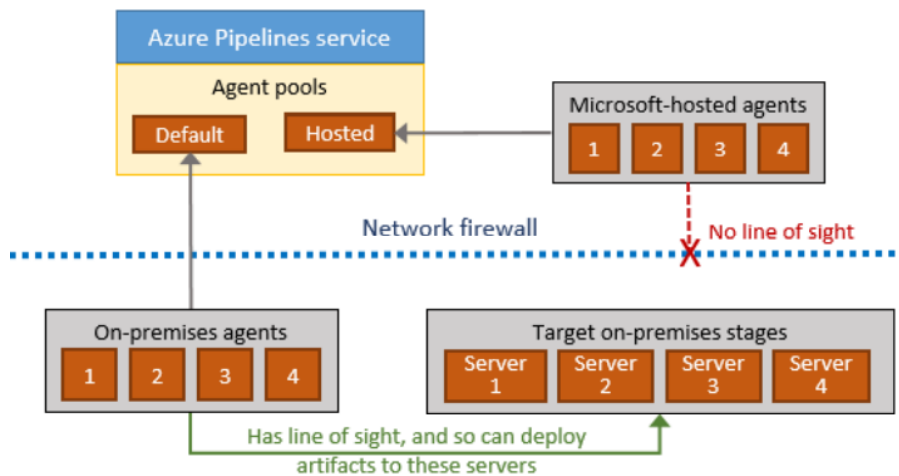 Azure Pipelines service
Agent pools
Default
Hosted
Microsoft-hosted agents
1 2 3 4
Network firewall
No line of sight
X
On-premises agents
1 2 3 4
Target on-premises stages
Server
1
Server
2
Server
3
Server
4
Has line of sight, and so can deploy
artifacts to these servers